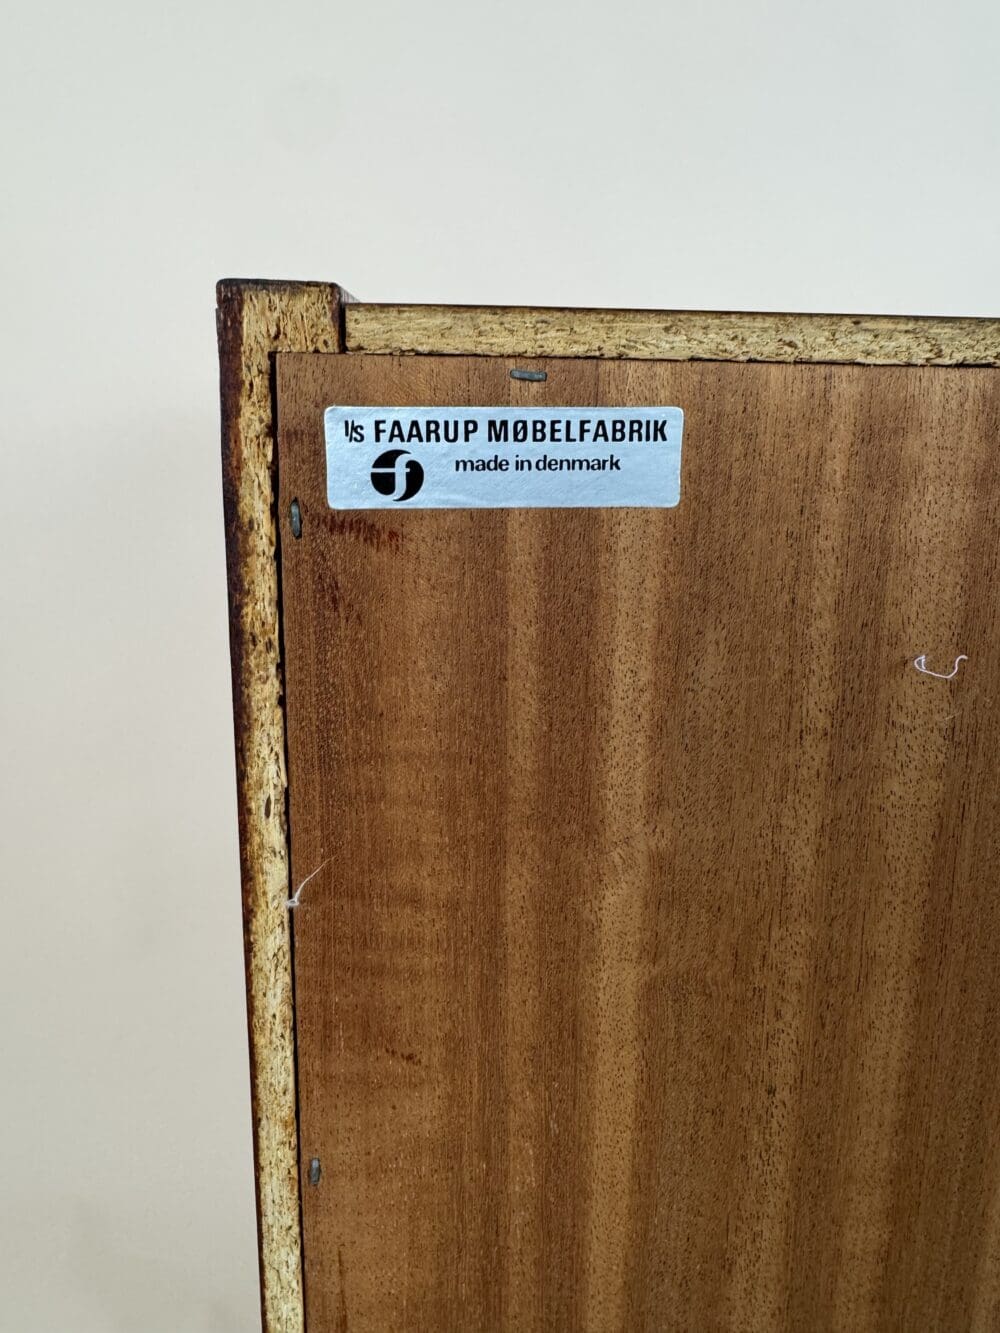 I/S FAARUP MØBELFABRIK
made in denmark
f